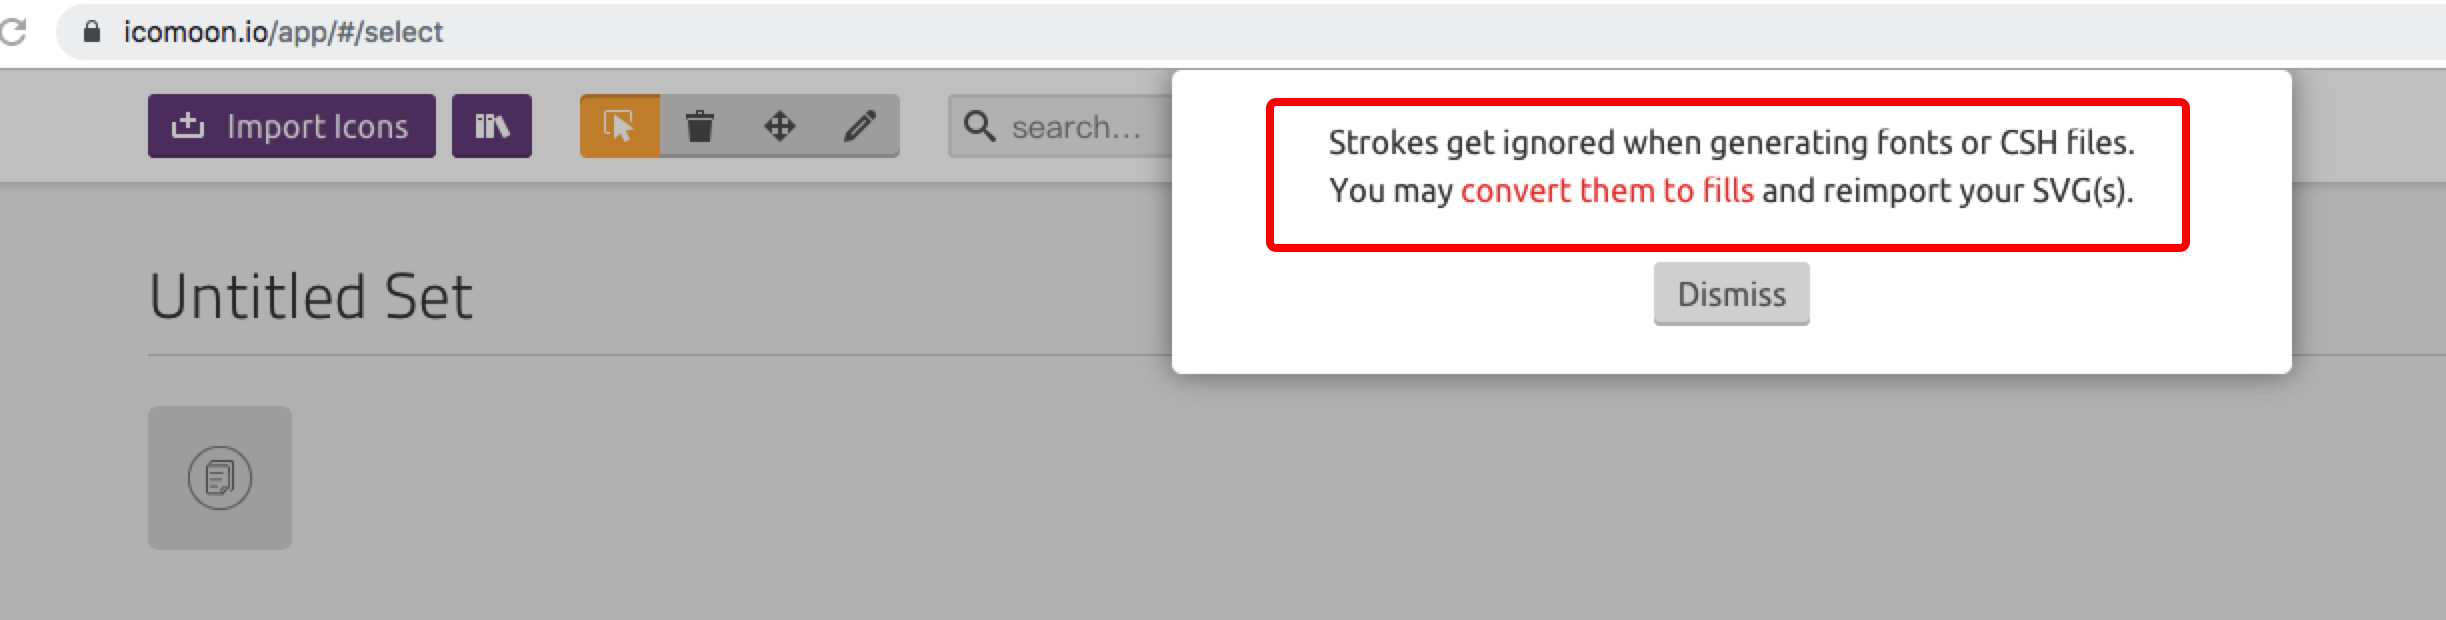 icomoon.io/app/#/select
Import Icons
search...
Strokes get ignored when generating fonts or CSH files.
You may convert them to fills and reimport your SVG(s).
Dismiss
Untitled Set